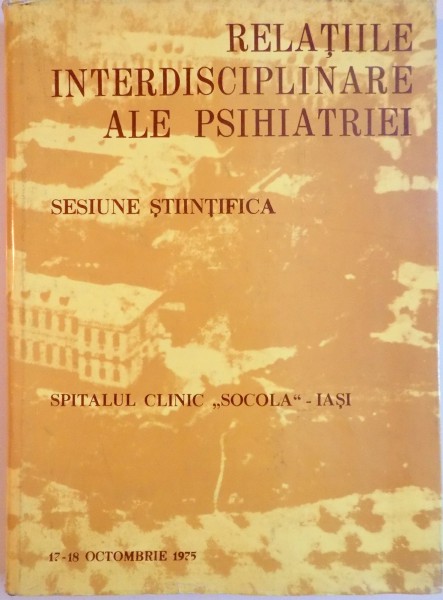 RELAȚIILE
INTERDISCIPLINARE
ALE PSIHIATRIEI
SESIUNE ȘTIINȚIFICA
SPITALUL CLINIC „SOCOLA“ - IAȘI
17-18 OCTOMBRIE 1975